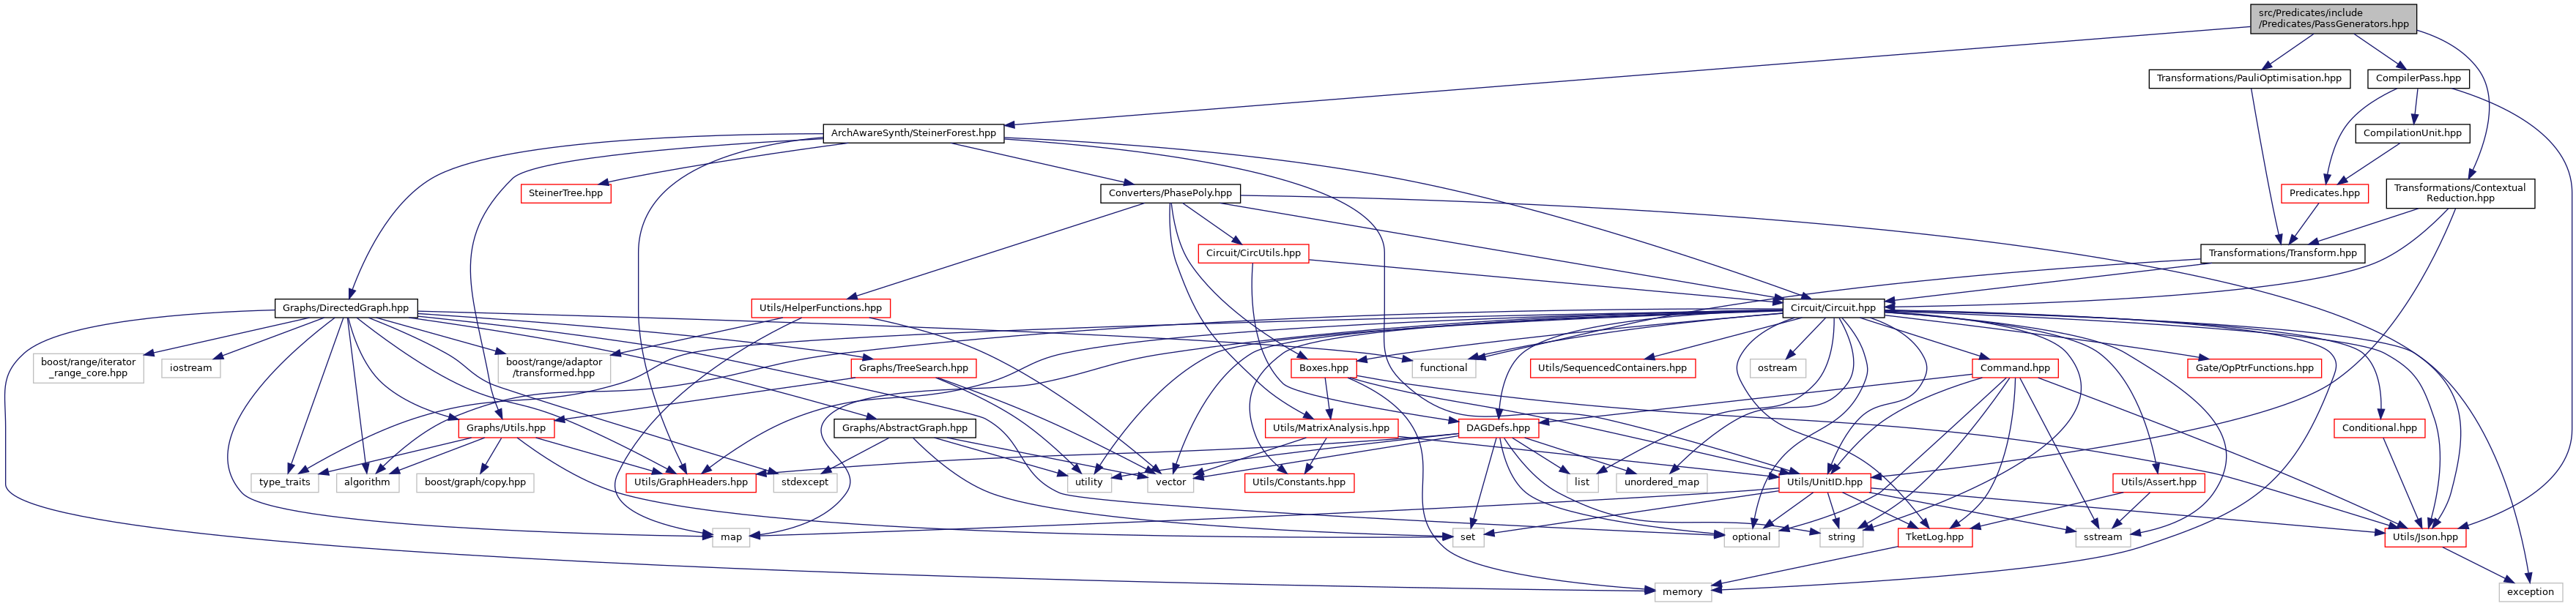 src/Predicates/include
/Predicates/PassGenerators.hpp
Transformations/PauliOptimisation.hpp
CompilerPass.hpp
ArchAwareSynth/SteinerForest.hpp
CompilationUnit.hpp
SteinerTree.hpp
Converters/PhasePoly.hpp
Predicates.hpp
Transformations/Contextual
Reduction.hpp
Circuit/CircUtils.hpp
Transformations/Transform.hpp
Graphs/DirectedGraph.hpp
Utils/HelperFunctions.hpp
Circuit/Circuit.hpp
boost/range/iterator
_range_core.hpp
iostream
boost/range/adaptor
/transformed.hpp
Graphs/TreeSearch.hpp
functional
Boxes.hpp
Utils/SequencedContainers.hpp
ostream
Command.hpp
Gate/OpPtrFunctions.hpp
Graphs/Utils.hpp
Graphs/AbstractGraph.hpp
Utils/MatrixAnalysis.hpp
DAGDefs.hpp
Conditional.hpp
type_traits
algorithm
boost/graph/copy.hpp
Utils/GraphHeaders.hpp
stdexcept
utility
vector
Utils/Constants.hpp
list
unordered_map
Utils/UnitID.hpp
Utils/Assert.hpp
map
set
optional
string
TketLog.hpp
sstream
Utils/Json.hpp
memory
exception